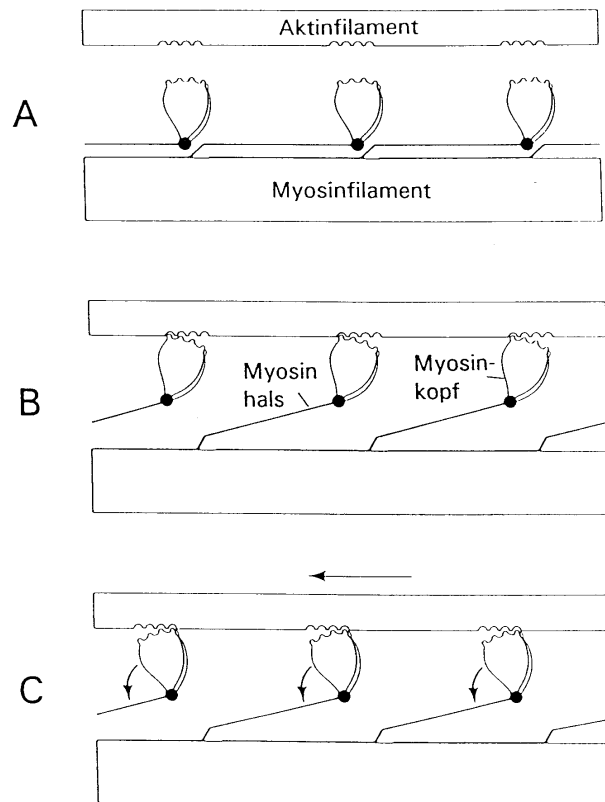 Aktinfilament
A
Myosinfilament
B
Myosin
hals
Myosin-
kopf
C